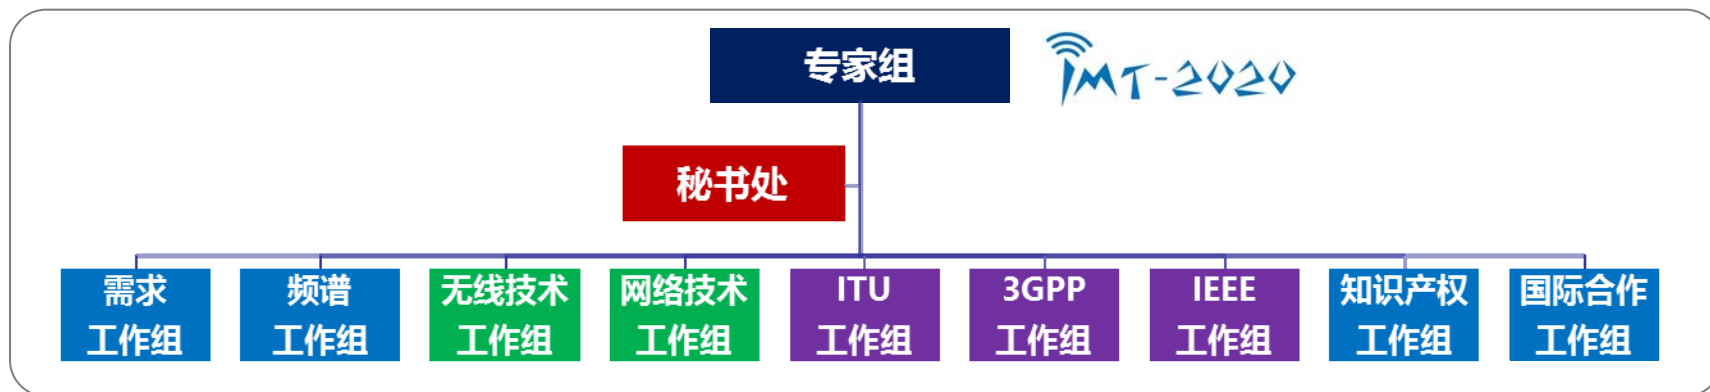 专家组
IMT-2020
秘书处
需求
工作组
频谱
工作组
无线技术
工作组
网络技术
工作组
ITU
工作组
3GPP
工作组
IEEE
工作组
知识产权
工作组
国际合作
工作组